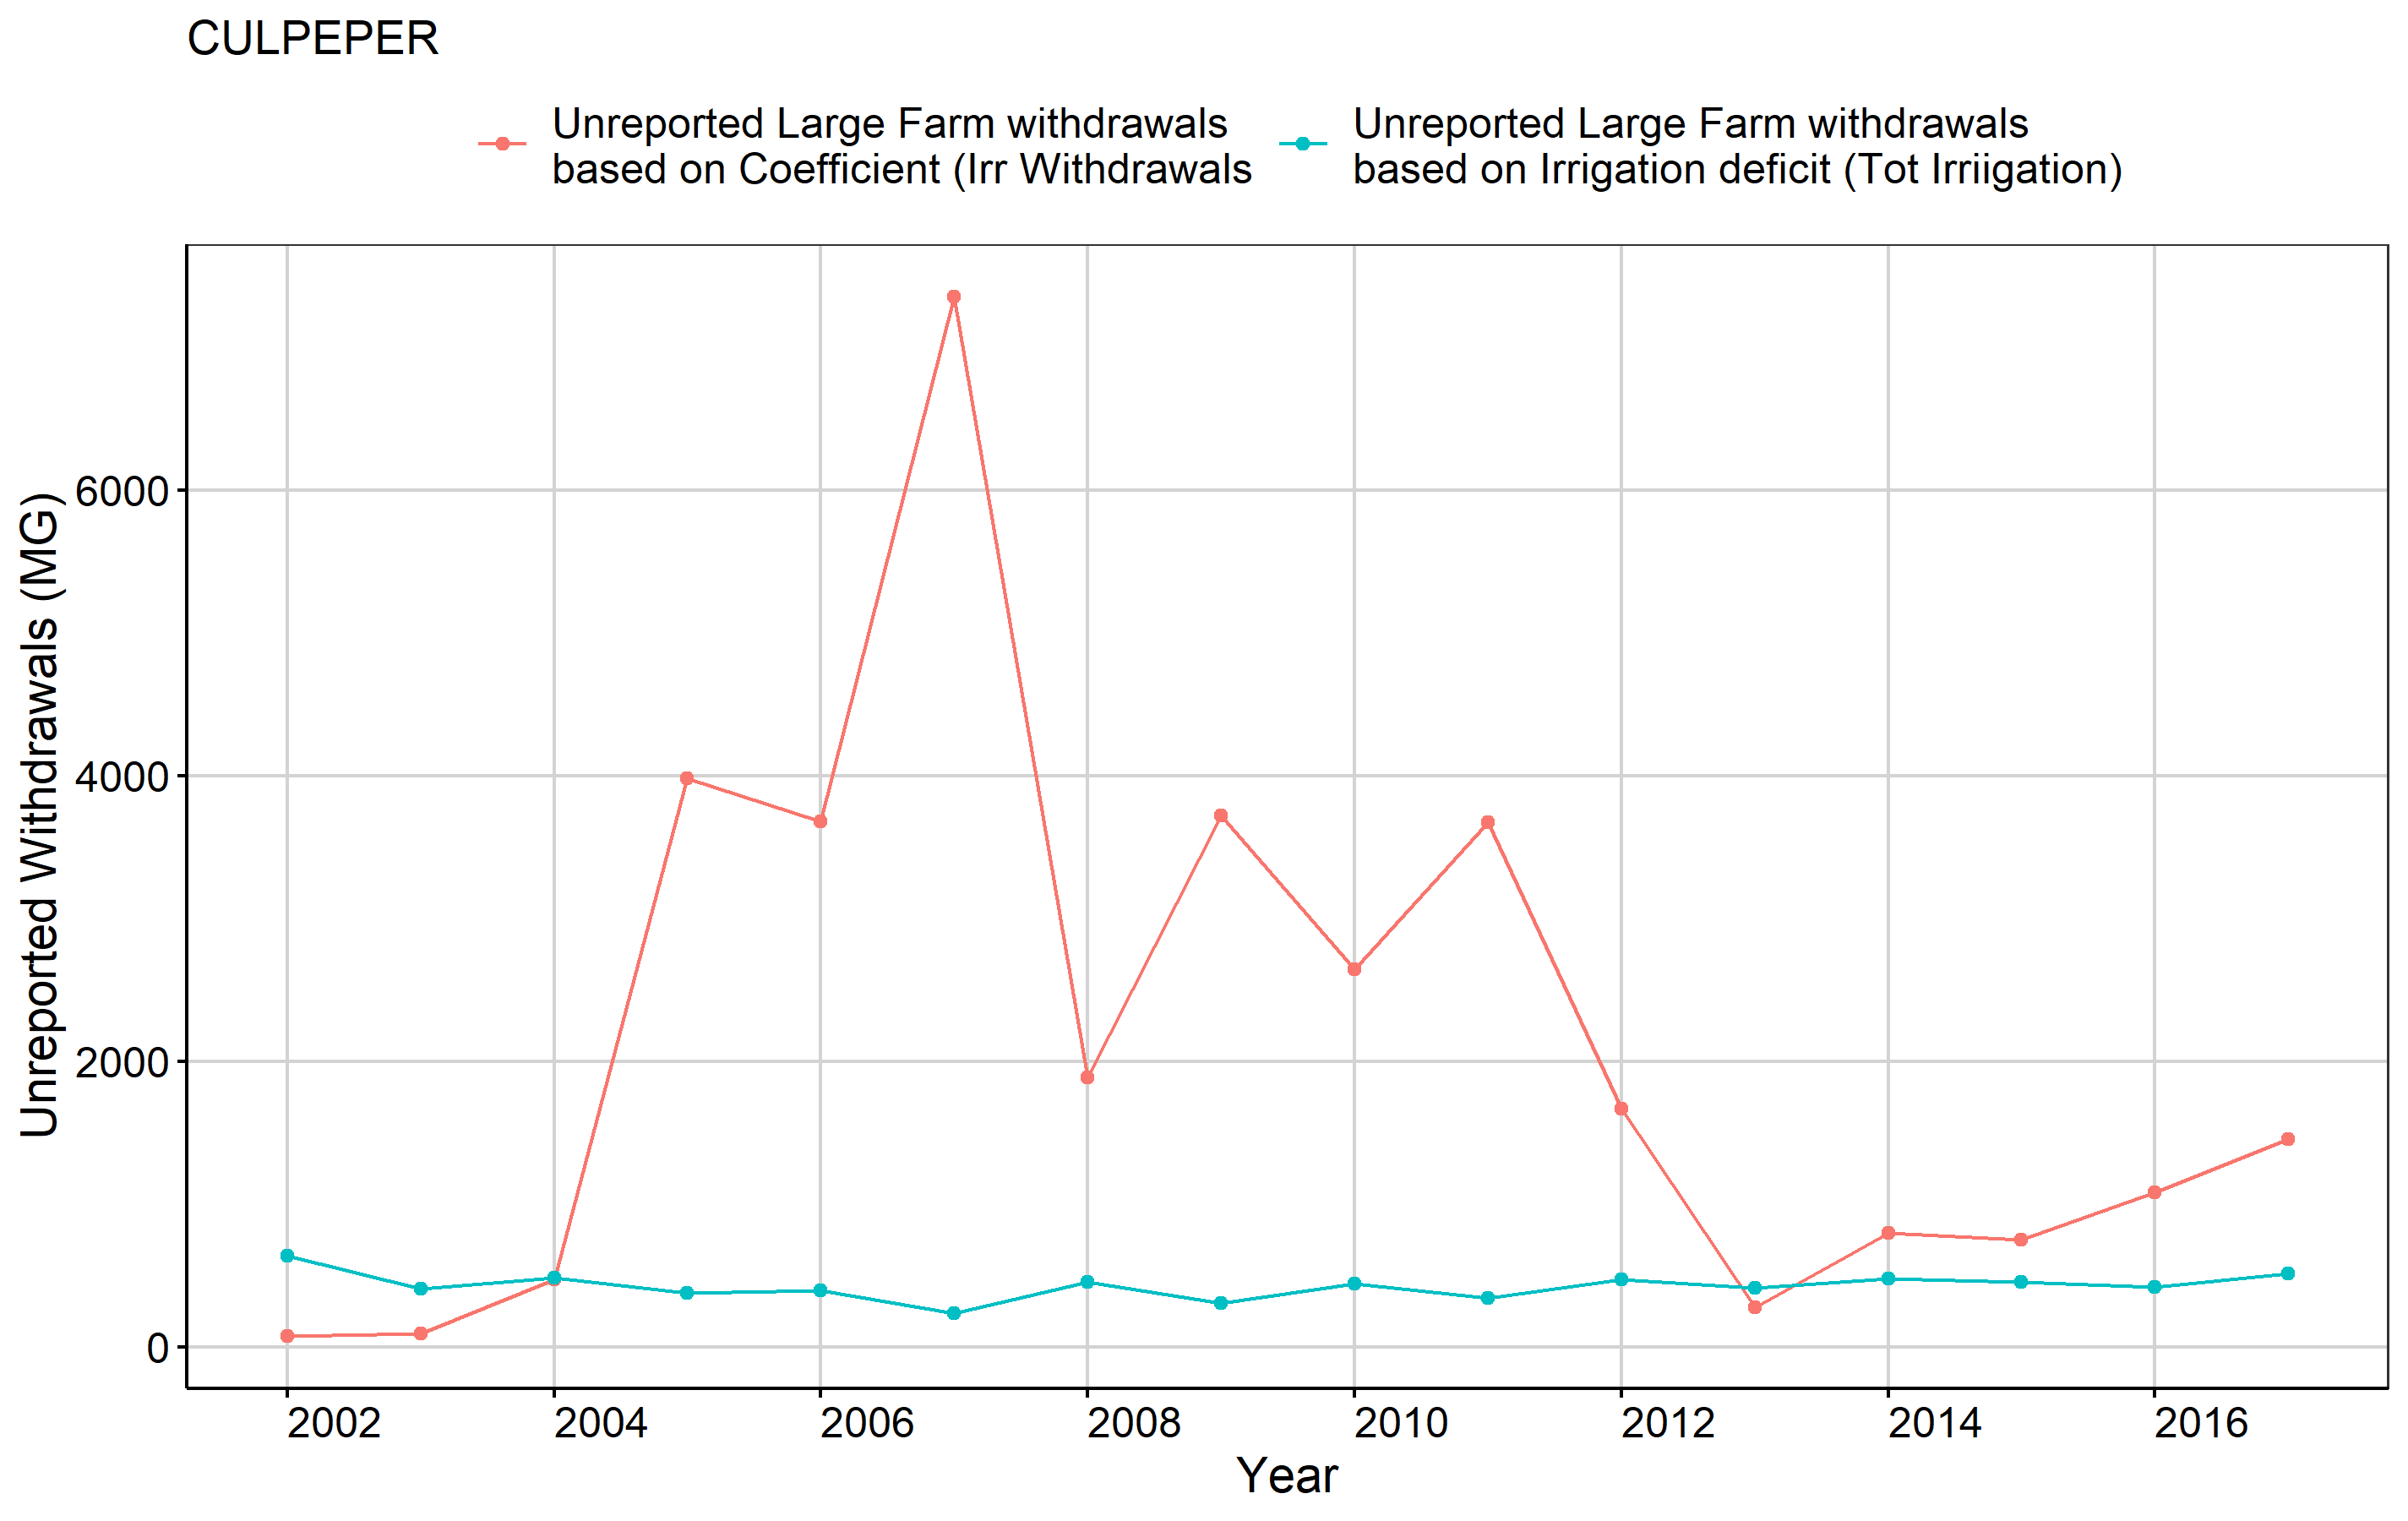 CULPEPER
Unreported Large Farm withdrawals
based on Coefficient (Irr Withdrawals
Unreported Large Farm withdrawals
based on Irrigation deficit (Tot Irriigation)
Unreported Withdrawals (MG)
6000
4000
2000
0
2002
2004
2006
2008
2010
2012
2014
2016
Year